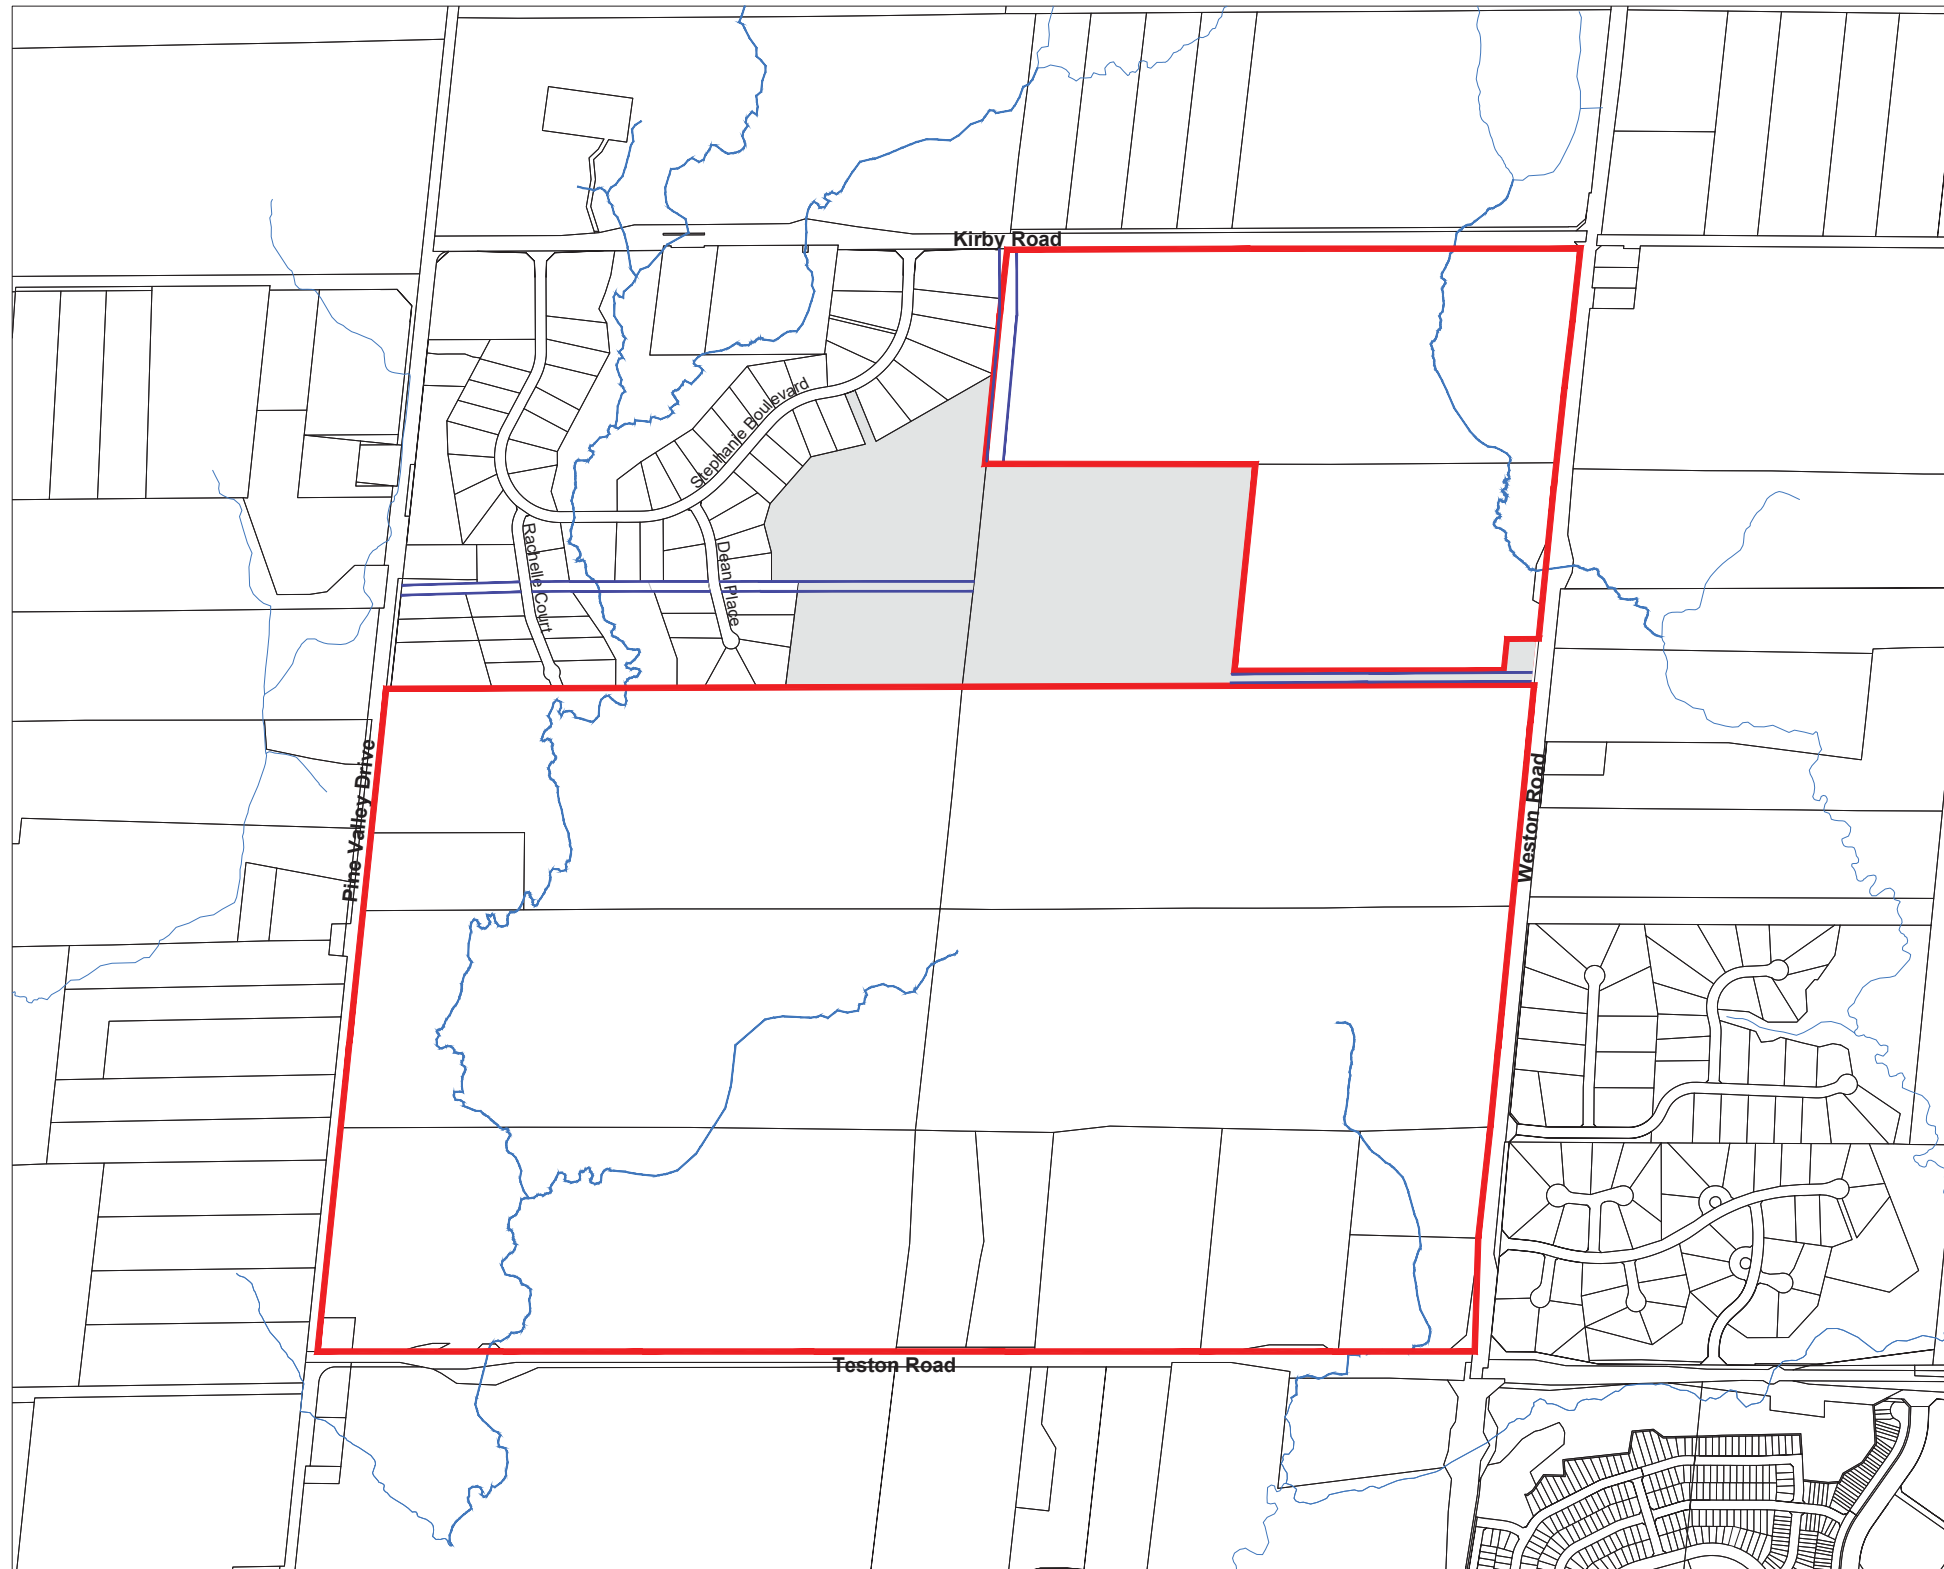 Kirby Road
Stephanie Boulevard
Rachelle Court
Dean Place
Pine Valley Drive
Weston Road
Teston Road